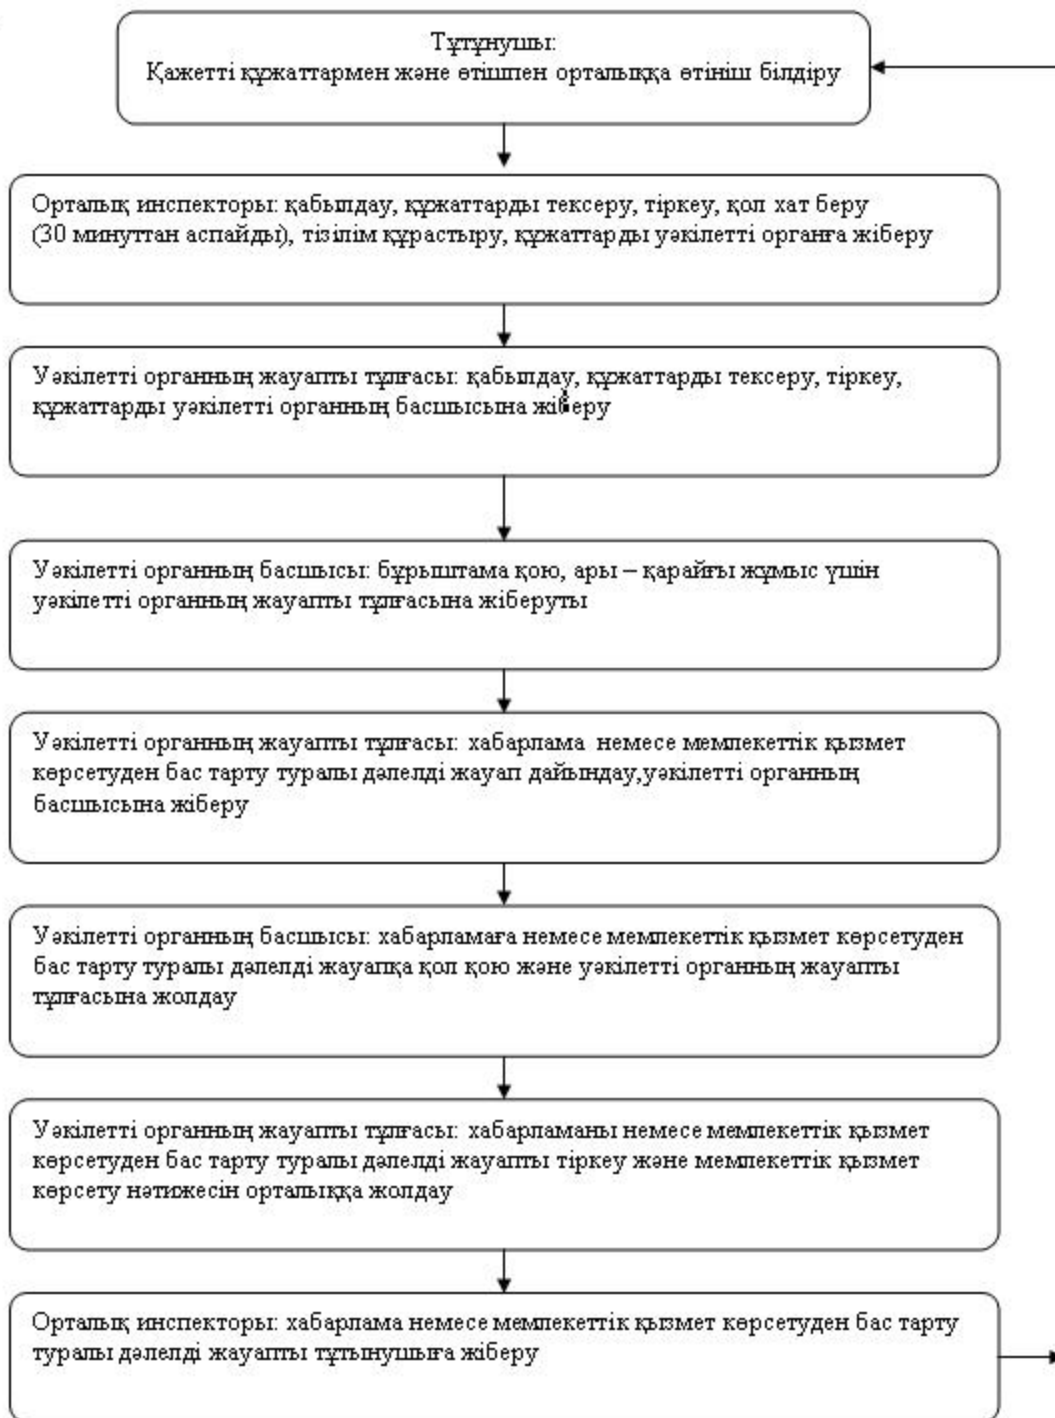 Тұтұнушы:
Қажетті құжаттармен және өтішпен орталыққа өтініш білдіру
Орталық инспекторы: қабылдау, құжаттарды тексеру, тіркеу, қол хат беру
(30 минуттан аспайды), тізілім құрастыру, құжаттарды уәкілетті органға жіберу
Уәкілетті органның жауапты тұлғасы: қабылдау, құжаттарды тексеру, тіркеу,
құжаттарды уәкілетті органның басшысына жіберу
Уәкілетті органның басшысы: бұрыштама қою, ары – қарайғы жұмыс үшін
уәкілетті органның жауапты тұлғасына жіберуты
Уәкілетті органның жауапты тұлғасы: хабарлама немесе мемлекеттік қызмет
көрсетуден бас тарту туралы дәлелді жауап дайындау,уәкілетті органның
басшысына жіберу
Уәкілетті органның басшысы: хабарламаға немесе мемлекеттік қызмет көрсетуден
бас тарту туралы дәлелді жауапқа қол қою және уәкілетті органның жауапты
тұлғасына жолдау
Уәкілетті органның жауапты тұлғасы: хабарламаны немесе мемлекеттік қызмет
көрсетуден бас тарту туралы дәлелді жауапты тіркеу және мемлекеттік қызмет
көрсету нәтижесін орталыққа жолдау
Орталық инспекторы: хабарлама немесе мемлекеттік қызмет көрсетуден бас тарту
туралы дәлелді жауапты тұтынушыға жіберу